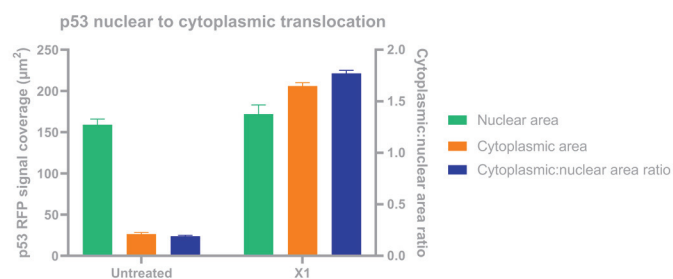 p53 nuclear to cytoplasmic translocation
p53 RFP signal coverage (µm²)
250
200
150
100
50
0
2.0
1.5
1.0
0.5
0.0
Cytoplasmic:nuclear area ratio
Untreated
X1
Nuclear area
Cytoplasmic area
Cytoplasmic:nuclear area ratio